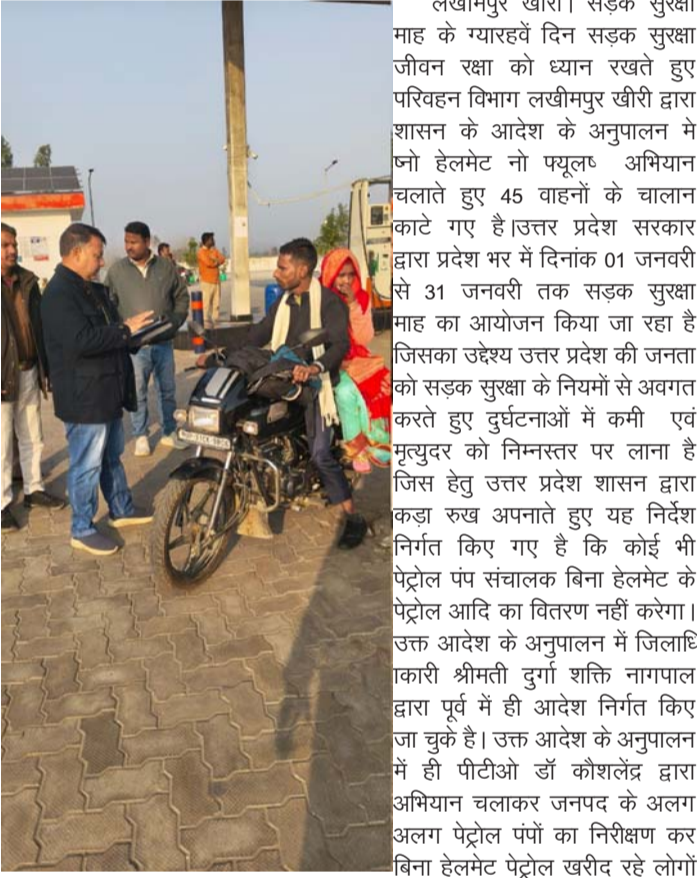 लखीमपुर खीरी। सड़क सुरक्षा
माह के ग्यारहवें दिन सड़क सुरक्षा
जीवन रक्षा को ध्यान रखते हुए
परिवहन विभाग लखीमपुर खीरी द्वारा
शासन के आदेश के अनुपालन मे
ष्नो हेलमेट नो फ्यूलष् अभियान
चलाते हुए 45 वाहनों के चालान
काटे गए है।उत्तर प्रदेश सरकार
द्वारा प्रदेश भर में दिनांक 01 जनवरी
से 31 जनवरी तक सड़क सुरक्षा
माह का आयोजन किया जा रहा है
जिसका उद्देश्य उत्तर प्रदेश की जनता
को सड़क सुरक्षा के नियमों से अवगत
करते हुए दुर्घटनाओं में कमी एवं
मृत्युदर को निम्नस्तर पर लाना है
जिस हेतु उत्तर प्रदेश शासन द्वारा
कड़ा रुख अपनाते हुए यह निर्देश
निर्गत किए गए है कि कोई भी
पेट्रोल पंप संचालक बिना हेलमेट के
पेट्रोल आदि का वितरण नहीं करेगा।
उक्त आदेश के अनुपालन में जिलाधि
ाकारी श्रीमती दुर्गा शक्ति नागपाल
द्वारा पूर्व में ही आदेश निर्गत किए
जा चुके है। उक्त आदेश के अनुपालन
में ही पीटीओ डॉ कौशलेंद्र द्वारा
अभियान चलाकर जनपद के अलग
अलग पेट्रोल पंपों का निरीक्षण कर
बिना हेलमेट पेट्रोल खरीद रहे लोगों